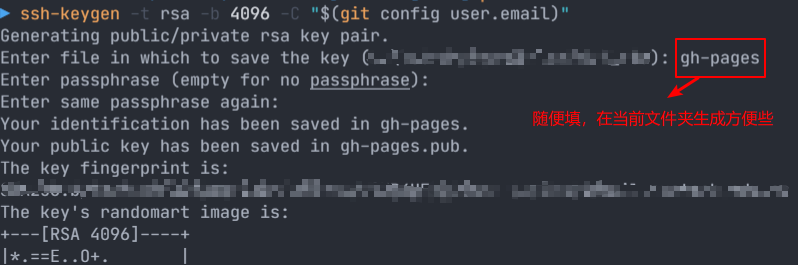 ssh-keygen -t rsa -b 4096 -C "$(git config user.email)"
Generating public/private rsa key pair.
Enter file in which to save the key ( ): gh-pages
Enter passphrase (empty for no passphrase):
Enter same passphrase again:
随便填，在当前文件夹生成方便些
Your identification has been saved in gh-pages.
Your public key has been saved in gh-pages.pub.
The key fingerprint is:
The key's randomart image is:
+---[RSA 4096]----+
|*.==E..O+. |